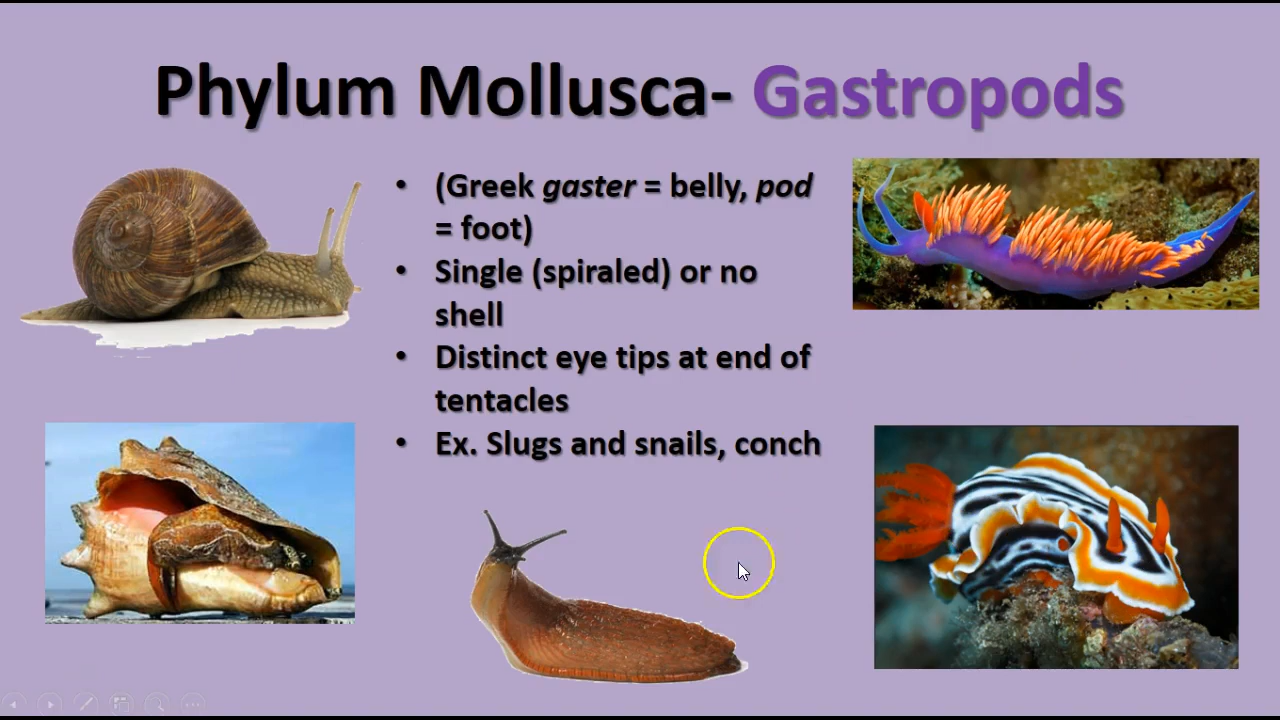 Phylum Mollusca- Gastropods
• (Greek gaster = belly, pod
= foot)
• Single (spiraled) or no
shell
• Distinct eye tips at end of
tentacles
• Ex. Slugs and snails, conch